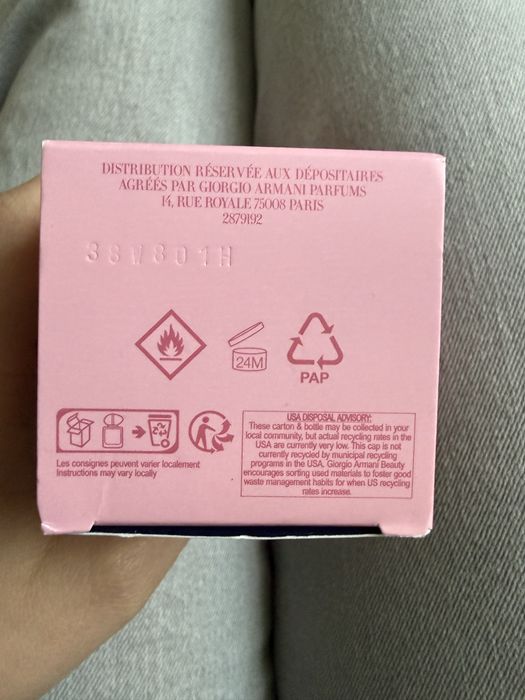 DISTRIBUTION RÉSERVÉE AUX DÉPOSITAIRES
AGRÉÉS PAR GIORGIO ARMANI PARFUMS
14, RUE ROYALE 75008 PARIS
2879192
38W801H
24M
PAP
Les consignes peuvent varier localement
Instructions may vary locally
USA DISPOSAL ADVISORY:
These carton & bottle may be collected in your
local community, but actual recycling rates in the
USA are currently very low. This cap is not
currently recycled by municipal recycling
programs in the USA. Giorgio Armani Beauty
encourages sorting used materials to foster good
waste management habits for when US recycling
rates increase.